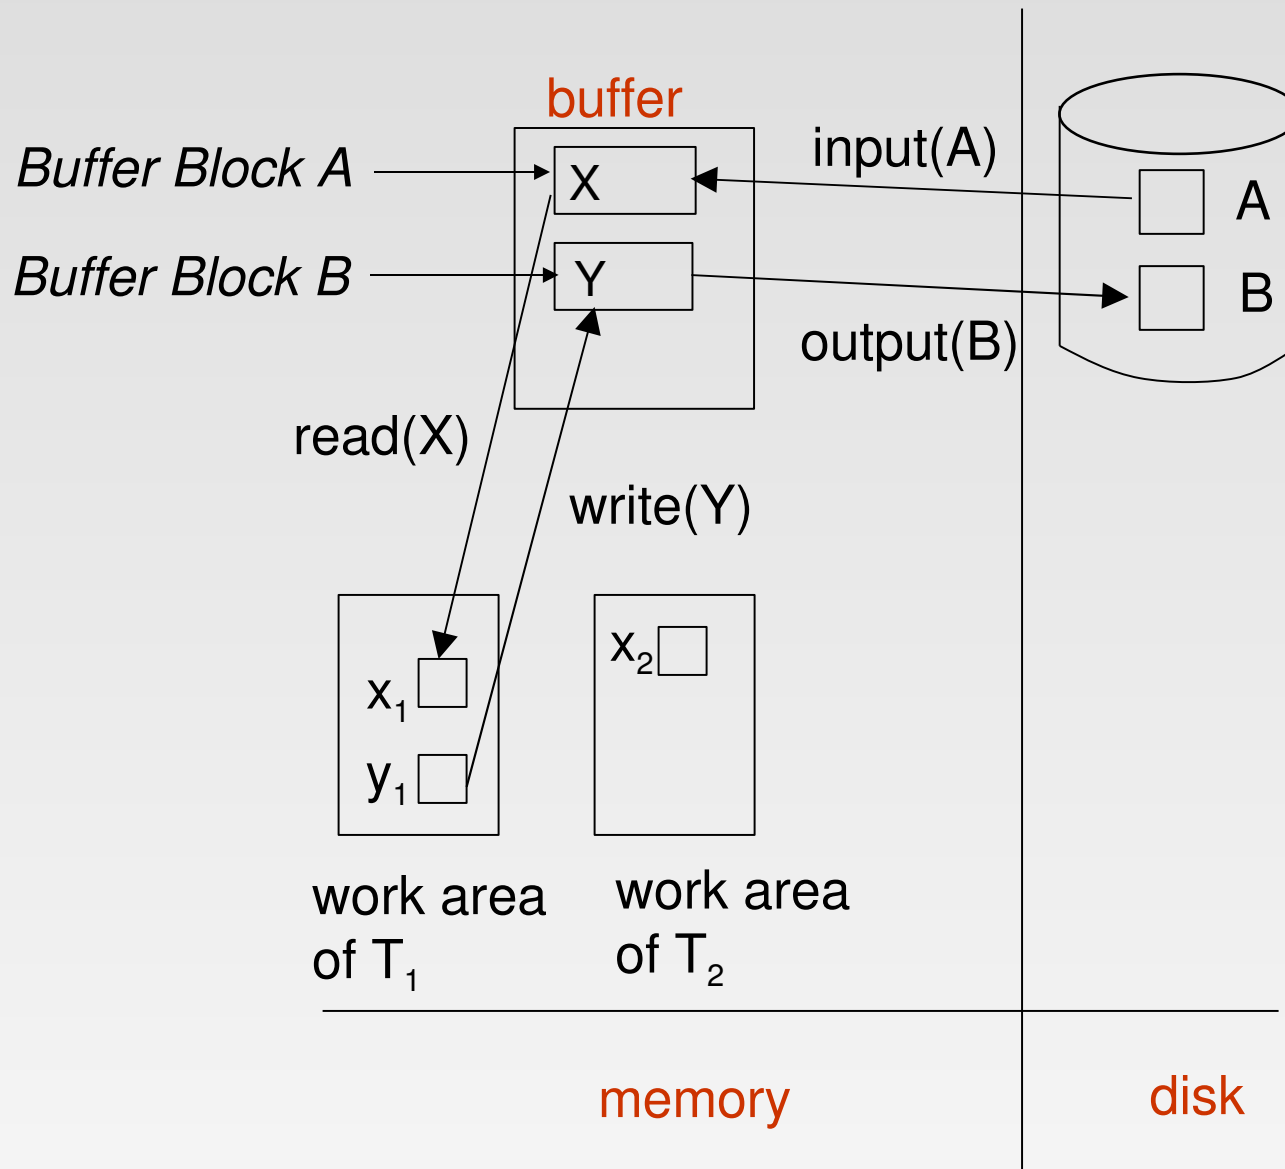 buffer
Buffer Block A
X
input(A)
A
Buffer Block B
Y
output(B)
B
read(X)
write(Y)
x₁
y₁
x₂
work area
of T₁
work area
of T₂
memory
disk